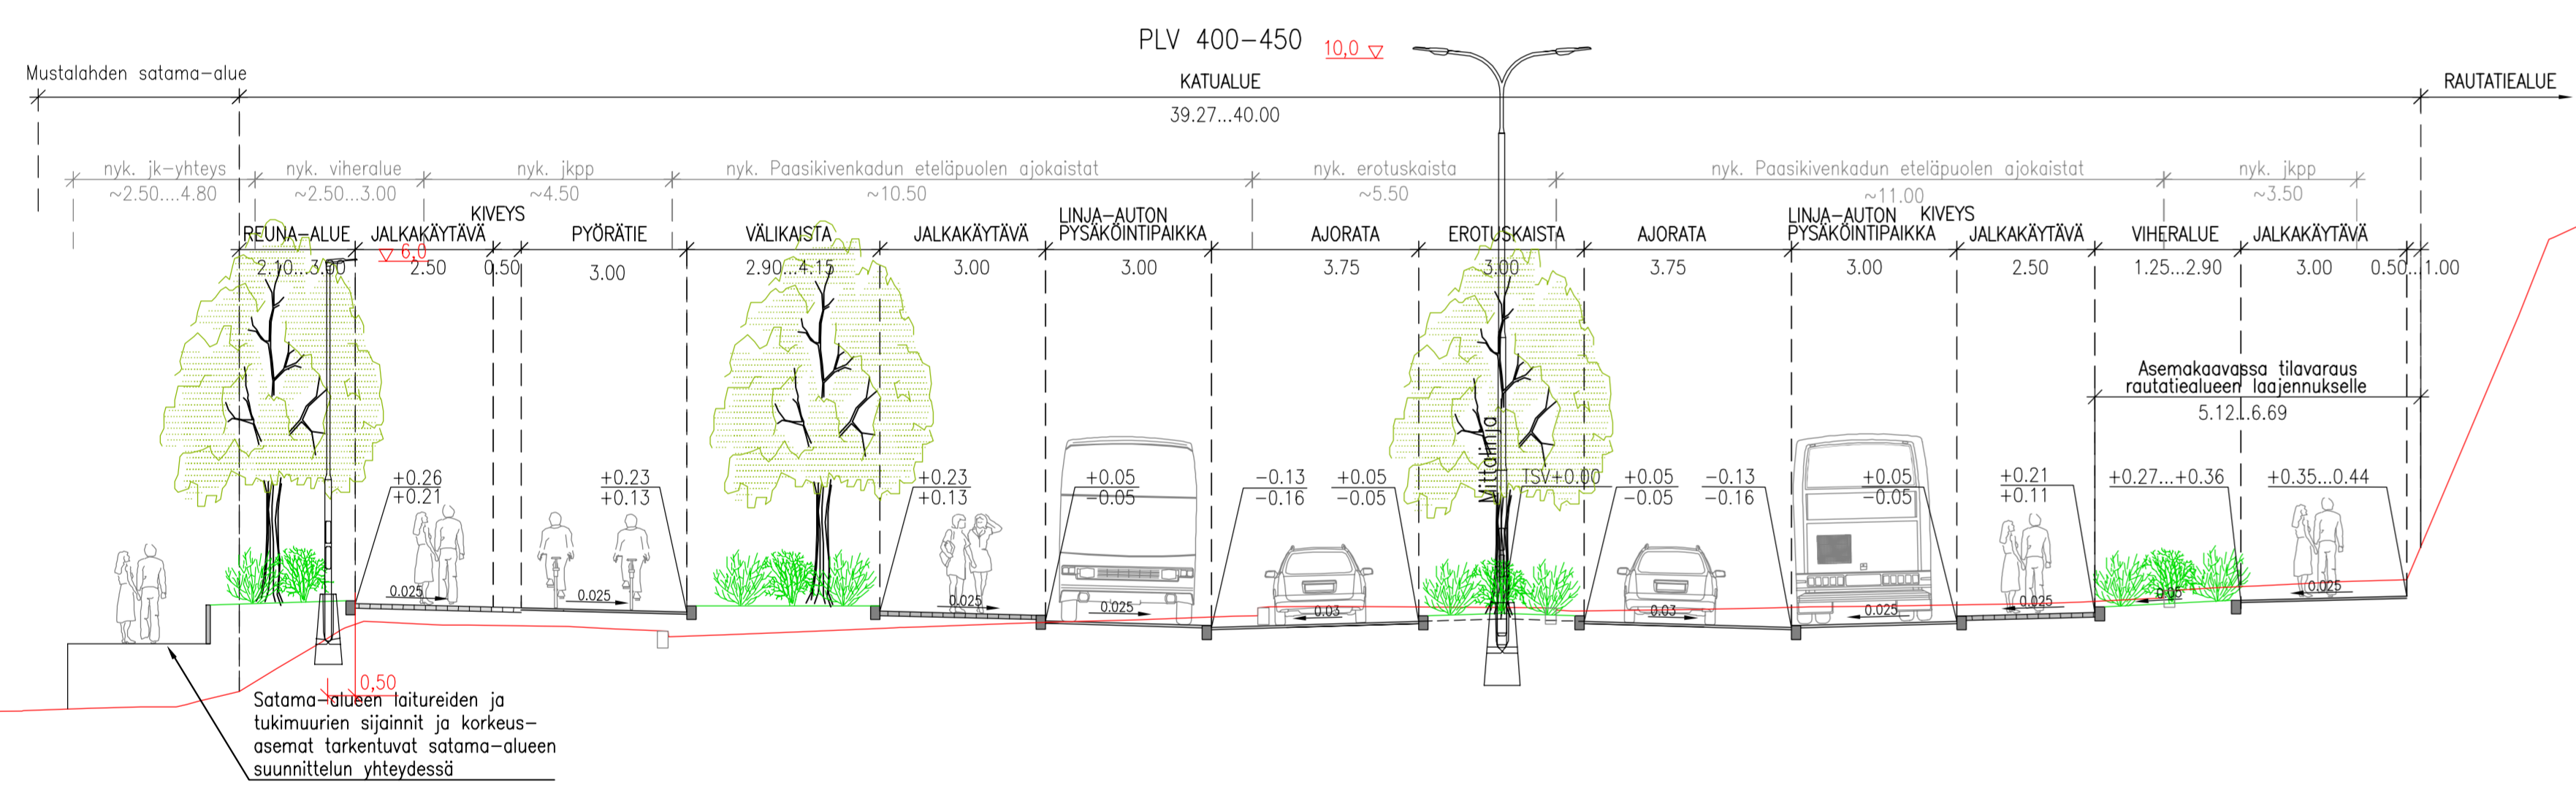 PLV 400-450
10,0
Mustalahden satama-alue
KATUALUE
RAUTATIEALUE
39.27...40.00
nyk. jk-yhteys
nyk. viheralue
nyk. jkpp
nyk. Paasikivenkadun eteläpuolen ajokaistat
nyk. erotuskaista
nyk. Paasikivenkadun eteläpuolen ajokaistat
nyk. jkpp
~2.50....4.80
~2.50...3.00
~4.50
~10.50
~5.50
~11.00
~3.50
REUNA-ALUE
JALKAKÄYTÄVÄ
KIVEYS
PYÖRÄTIE
VÄLIKAISTA
JALKAKÄYTÄVÄ
LINJA-AUTON
PYSÄKÖINTIPAIKKA
AJORATA
EROTUSKAISTA
AJORATA
LINJA-AUTON
PYSÄKÖINTIPAIKKA
KIVEYS
JALKAKÄYTÄVÄ
VIHERALUE
JALKAKÄYTÄVÄ
6,0
2.10...3.90
2.50
0.50
3.00
2.90...4.15
3.00
3.00
3.75
3.00
3.75
3.00
2.50
1.25...2.90
3.00
0.50...1.00
Asemakaavassa tilavaraus
rautatiealueen laajennukselle
5.12...6.69
Mittalinja
+0.26
+0.21
+0.23
+0.13
+0.23
+0.13
+0.05
-0.05
-0.13
-0.16
+0.05
-0.05
TSV+0.00
+0.05
-0.05
-0.13
-0.16
+0.05
-0.05
+0.21
+0.11
+0.27...+0.36
+0.35...0.44
0.025
0.025
0.025
0.025
0.03
0.03
0.025
0.025
0.05
0.025
0,50
Satama-alueen laitureiden ja
tukimuurien sijainnit ja korkeus-
asemat tarkentuvat satama-alueen
suunnittelun yhteydessä